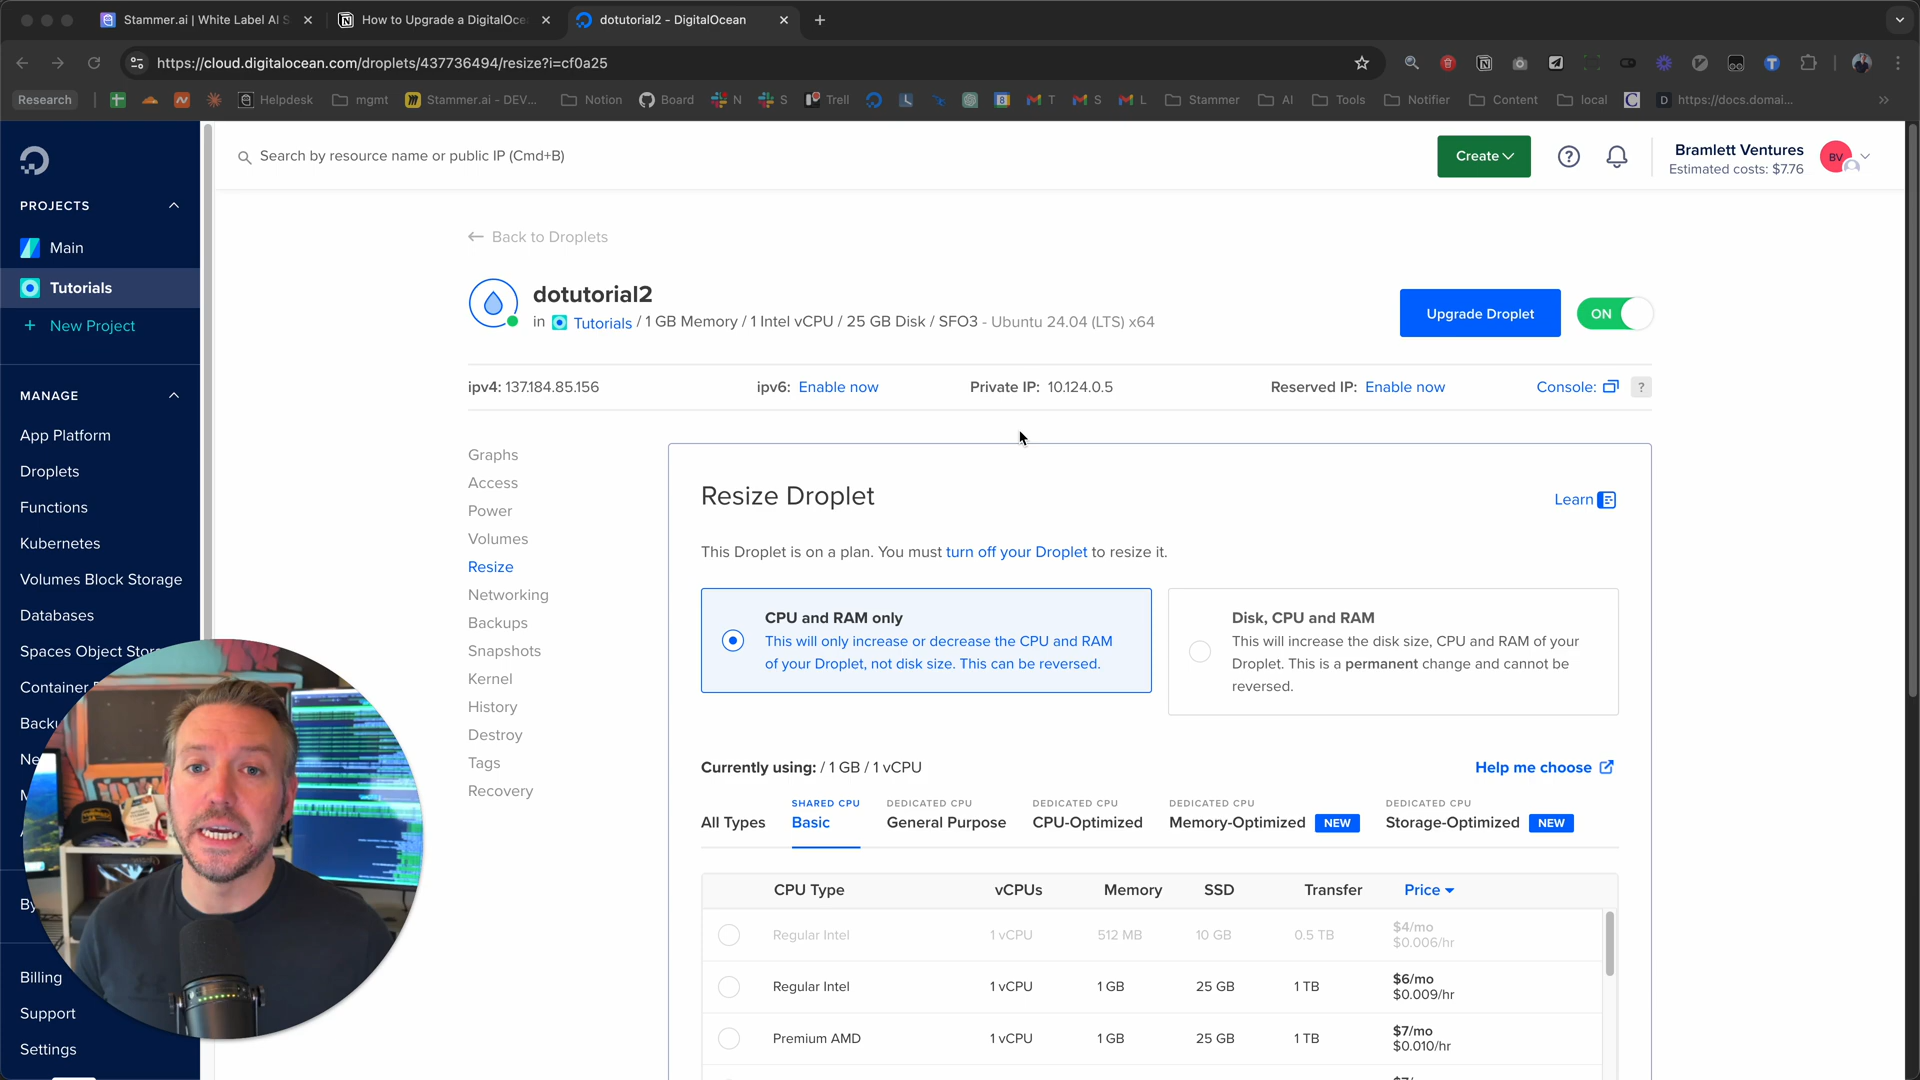 Stammer.ai | White Label AI S
How to Upgrade a DigitalOce
dotutorial2 - DigitalOcean
https://cloud.digitalocean.com/droplets/437736494/resize?i=cf0a25
Research
Helpdesk
mgmt
Stammer.ai - DEV...
Notion
Board
N
S
Trell
T
S
L
Stammer
AI
Tools
Notifier
Content
local
https://docs.domai...
Search by resource name or public IP (Cmd+B)
Create
Bramlett Ventures
Estimated costs: $7.76
BV
PROJECTS
Main
Tutorials
+ New Project
MANAGE
App Platform
Droplets
Functions
Kubernetes
Volumes Block Storage
Databases
Spaces Object Stor
Container
Back
Ne
By
Billing
Support
Settings
← Back to Droplets
dotutorial2
in Tutorials / 1 GB Memory / 1 Intel vCPU / 25 GB Disk / SFO3 - Ubuntu 24.04 (LTS) x64
Upgrade Droplet
ON
ipv4: 137.184.85.156
ipv6: Enable now
Private IP: 10.124.0.5
Reserved IP: Enable now
Console:
?
Graphs
Access
Power
Volumes
Resize
Networking
Backups
Snapshots
Kernel
History
Destroy
Tags
Recovery
Resize Droplet
Learn
This Droplet is on a plan. You must turn off your Droplet to resize it.
CPU and RAM only
This will only increase or decrease the CPU and RAM
of your Droplet, not disk size. This can be reversed.
Disk, CPU and RAM
This will increase the disk size, CPU and RAM of your
Droplet. This is a permanent change and cannot be
reversed.
Currently using: / 1 GB / 1 vCPU
Help me choose
All Types
SHARED CPU
Basic
DEDICATED CPU
General Purpose
DEDICATED CPU
CPU-Optimized
DEDICATED CPU
Memory-Optimized NEW
DEDICATED CPU
Storage-Optimized NEW
CPU Type vCPUs Memory SSD Transfer Price
Regular Intel 1 vCPU 512 MB 10 GB 0.5 TB $4/mo
$0.006/hr
Regular Intel 1 vCPU 1 GB 25 GB 1 TB $6/mo
$0.009/hr
Premium AMD 1 vCPU 1 GB 25 GB 1 TB $7/mo
$0.010/hr